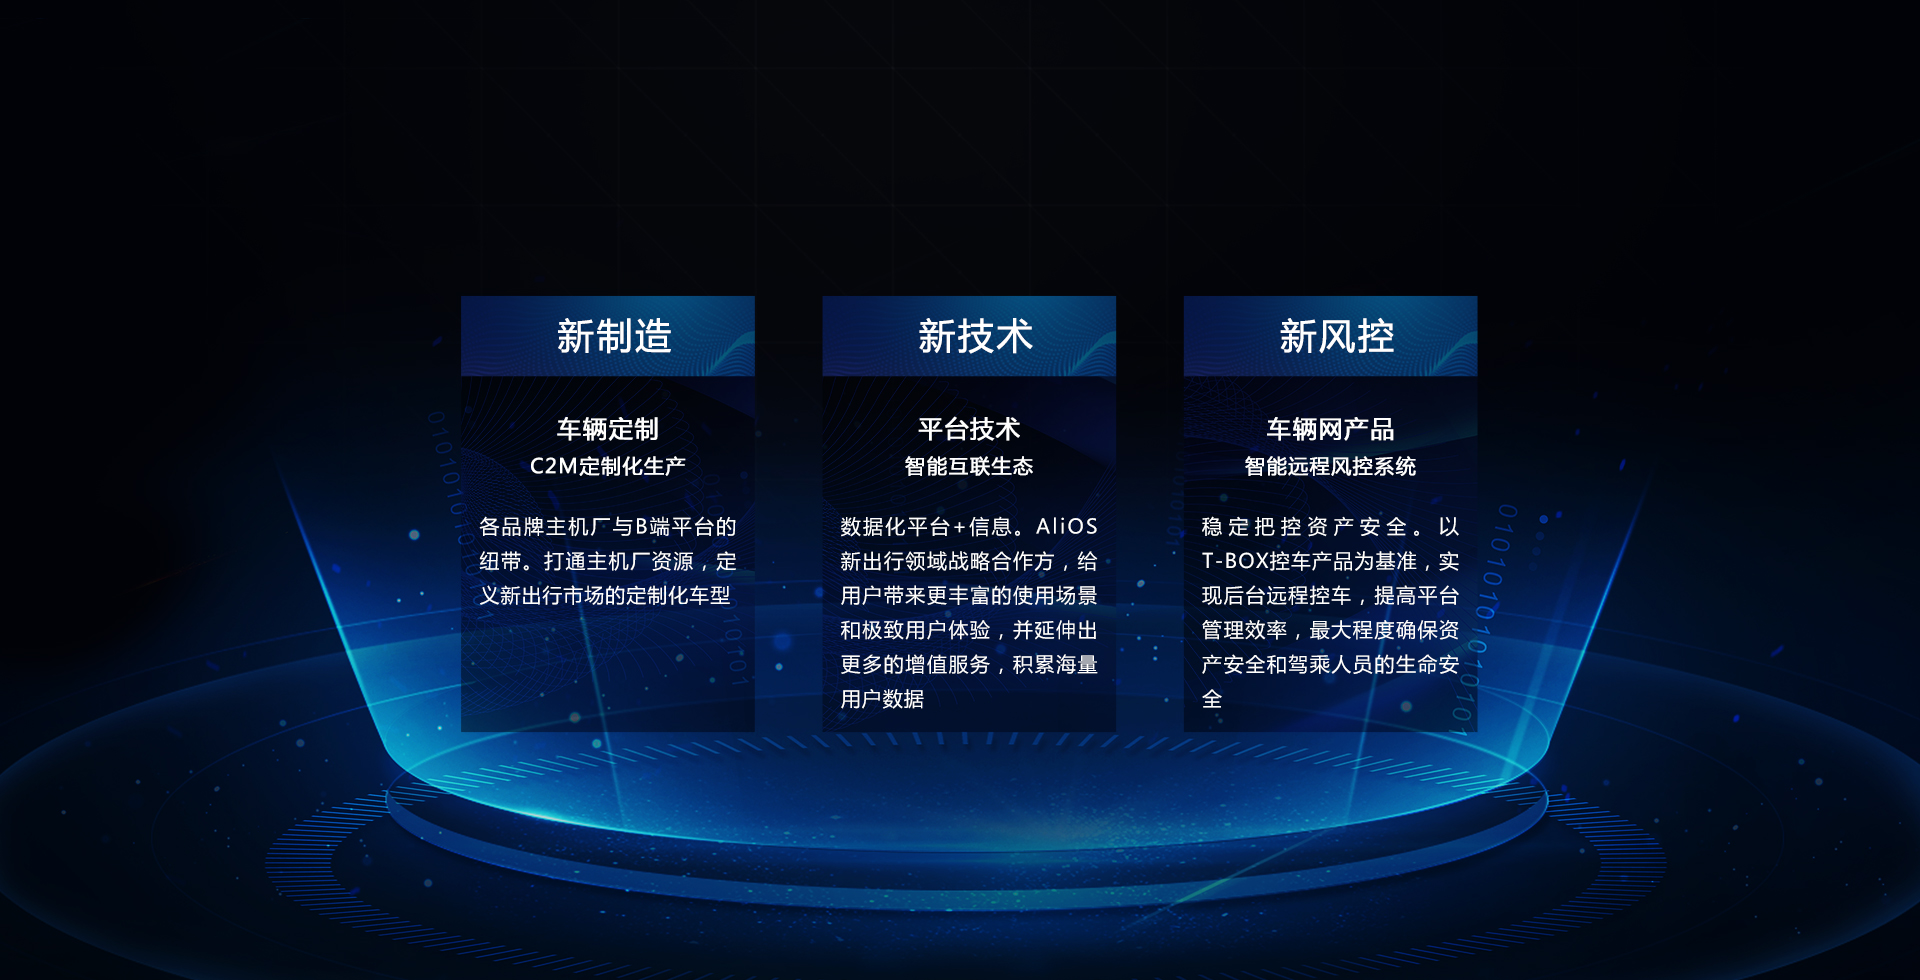 新制造
车辆定制
C2M定制化生产
各品牌主机厂与B端平台的
纽带。打通主机厂资源，定
义新出行市场的定制化车型
新技术
平台技术
智能互联生态
数据化平台+信息。AliOS
新出行领域战略合作方，给
用户带来更丰富的使用场景
和极致用户体验，并延伸出
更多的增值服务，积累海量
用户数据
新风控
车辆网产品
智能远程风控系统
稳定把控资产安全。以
T-BOX控车产品为基准，实
现后台远程控车，提高平台
管理效率，最大程度确保资
产安全和驾乘人员的生命安
全